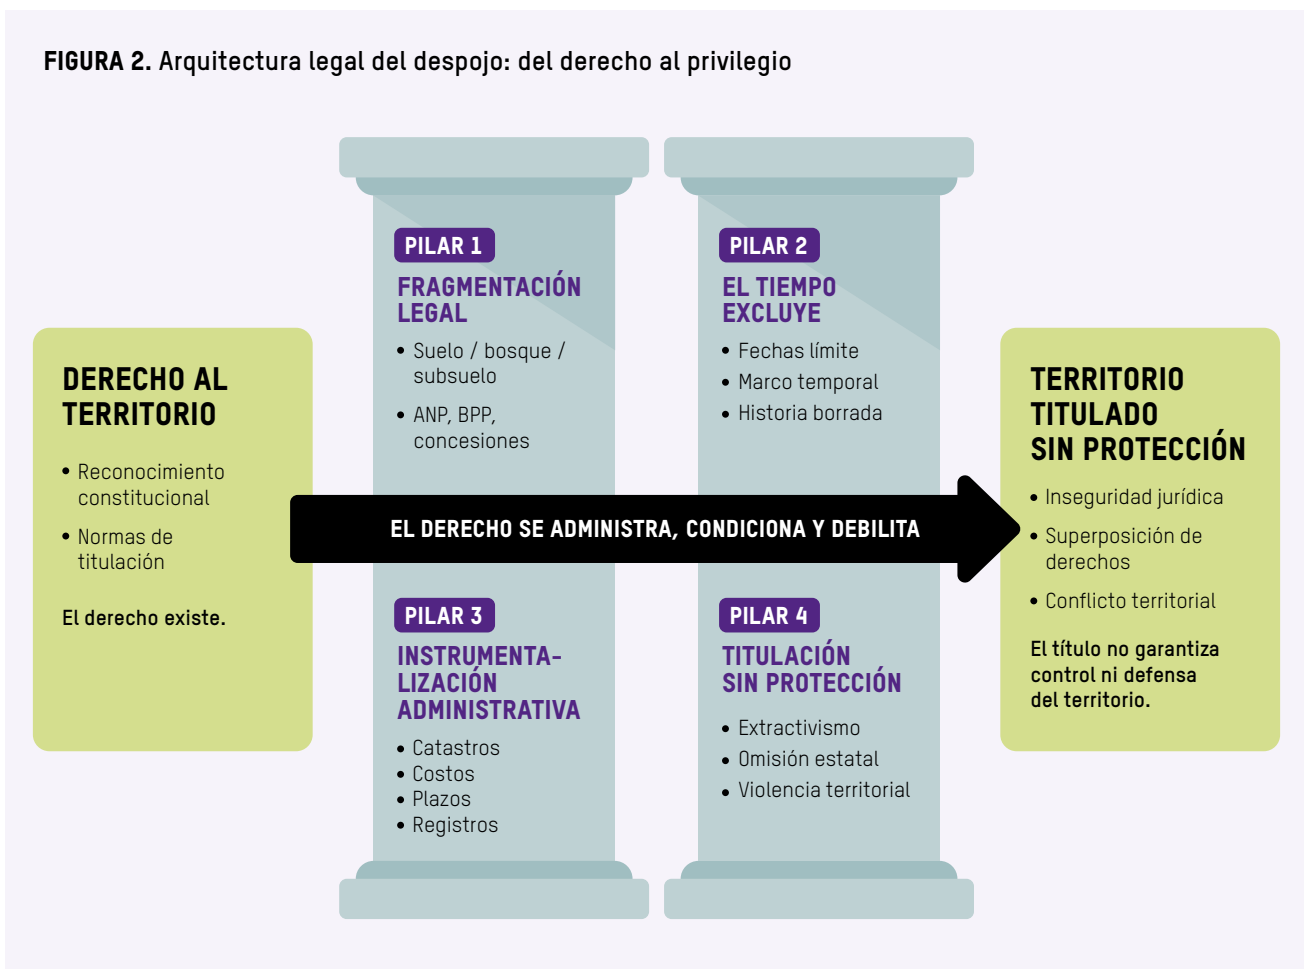 FIGURA 2. Arquitectura legal del despojo: del derecho al privilegio
DERECHO AL
TERRITORIO
• Reconocimiento
constitucional
• Normas de
titulación
El derecho existe.
PILAR 1
FRAGMENTACIÓN
LEGAL
• Suelo / bosque /
subsuelo
• ANP, BPP,
concesiones
PILAR 2
EL TIEMPO
EXCLUYE
• Fechas límite
• Marco temporal
• Historia borrada
EL DERECHO SE ADMINISTRA, CONDICIONA Y DEBILITA
PILAR 3
INSTRUMENTA-
LIZACIÓN
ADMINISTRATIVA
• Catastros
• Costos
• Plazos
• Registros
PILAR 4
TITULACIÓN
SIN PROTECCIÓN
• Extractivismo
• Omisión estatal
• Violencia territorial
TERRITORIO
TITULADO
SIN PROTECCIÓN
• Inseguridad jurídica
• Superposición de
derechos
• Conflicto territorial
El título no garantiza
control ni defensa
del territorio.